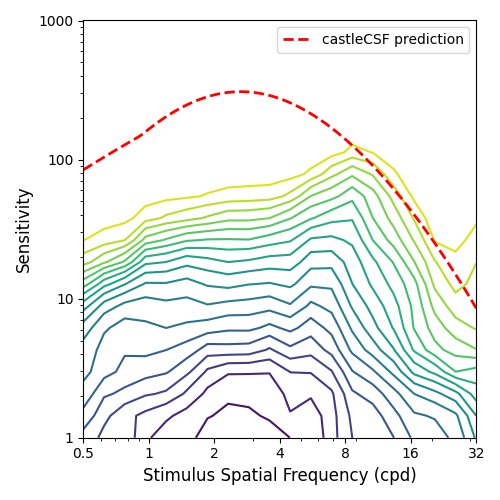 1000
castleCSF prediction
100
Sensitivity
10
1
0.5 1 2 4 8 16 32
Stimulus Spatial Frequency (cpd)